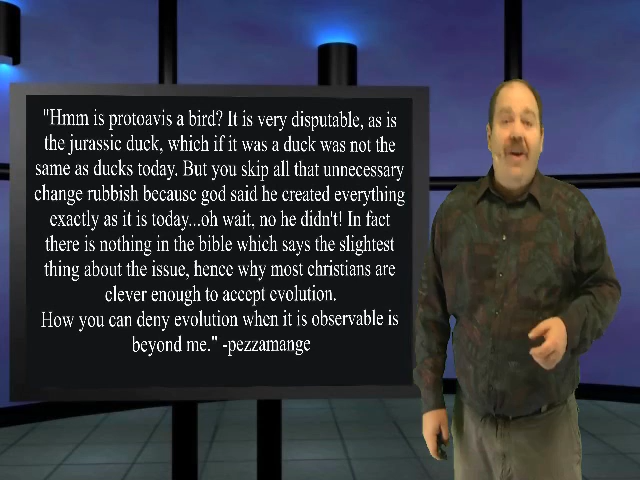 "Hmm is protoavis a bird? It is very disputable, as is
the jurassic duck, which if it was a duck was not the
same as ducks today. But you skip all that unnecessary
change rubbish because god said he created everything
exactly as it is today...oh wait, no he didn't! In fact
there is nothing in the bible which says the slightest
thing about the issue, hence why most christians are
clever enough to accept evolution.
How you can deny evolution when it is observable is
beyond me." -pezzamange